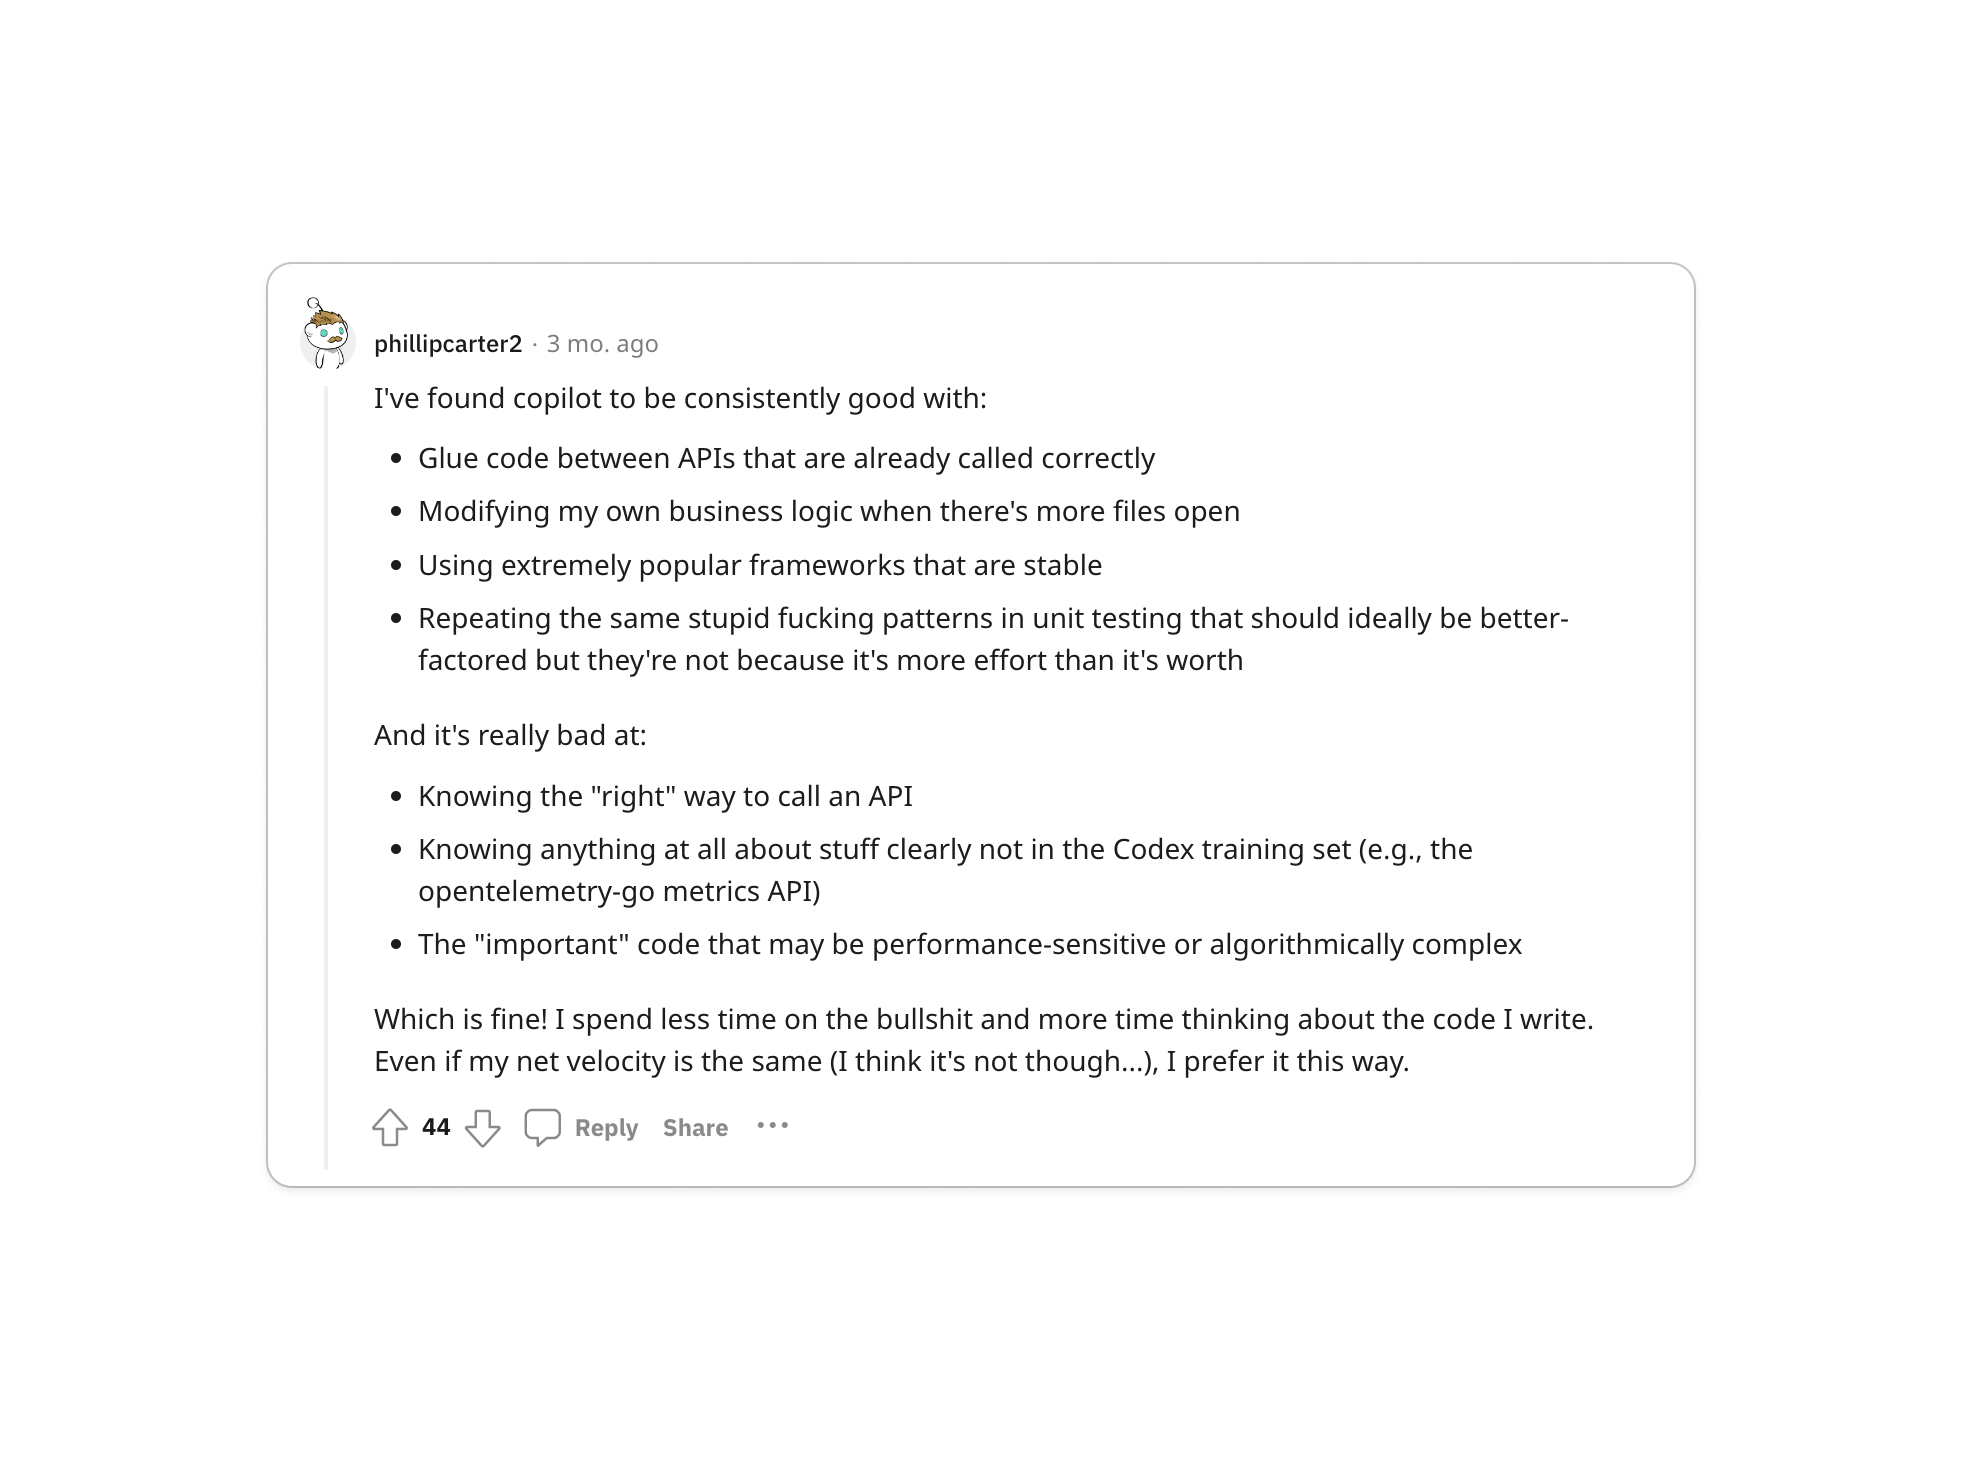 phillipcarter2 · 3 mo. ago
I've found copilot to be consistently good with:
• Glue code between APIs that are already called correctly
• Modifying my own business logic when there's more files open
• Using extremely popular frameworks that are stable
• Repeating the same stupid fucking patterns in unit testing that should ideally be better-
factored but they're not because it's more effort than it's worth
And it's really bad at:
• Knowing the "right" way to call an API
• Knowing anything at all about stuff clearly not in the Codex training set (e.g., the
opentelemetry-go metrics API)
• The "important" code that may be performance-sensitive or algorithmically complex
Which is fine! I spend less time on the bullshit and more time thinking about the code I write.
Even if my net velocity is the same (I think it's not though...), I prefer it this way.
44 Reply Share ···